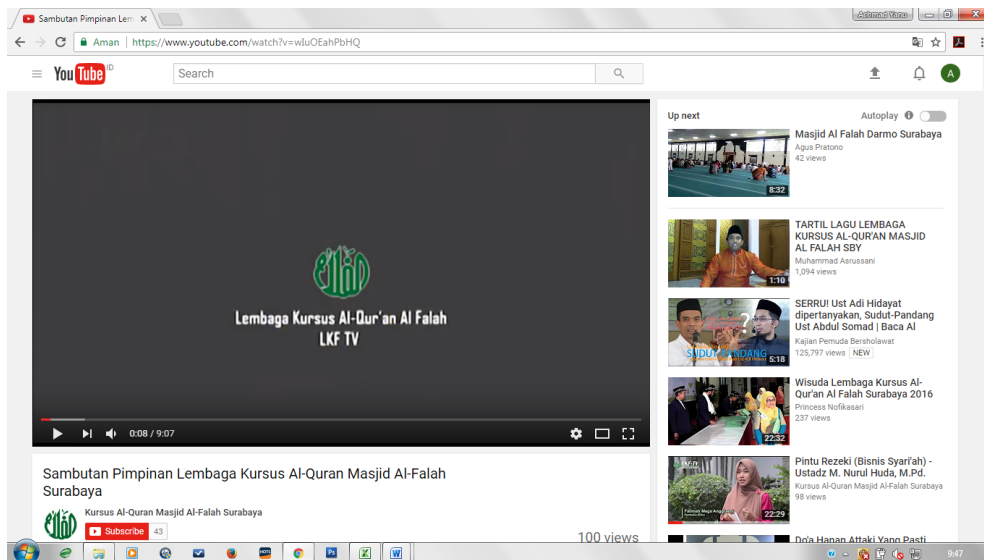 Sambutan Pimpinan Lem
Achmad Yanu
Aman | https://www.youtube.com/watch?v=wIuOEahPbHQ
YouTube ID
Search
A
Lembaga Kursus Al-Qur'an Al Falah
LKF TV
0:08 / 9:07
Sambutan Pimpinan Lembaga Kursus Al-Quran Masjid Al-Falah
Surabaya
Kursus Al-Quran Masjid Al-Falah Surabaya
Subscribe 43
100 views
Up next
Autoplay
Masjid Al Falah Darmo Surabaya
Agus Pratono
42 views
8:32
TARTIL LAGU LEMBAGA
KURSUS AL-QUR'AN MASJID
AL FALAH SBY
Muhammad Asrussani
1,094 views
1:10
SERRU! Ust Adi Hidayat
dipertanyakan, Sudut-Pandang
Ust Abdul Somad | Baca Al
Kajian Pemuda Bersholawat
125,797 views NEW
?
SUDUT-PANDANG
5:18
Wisuda Lembaga Kursus Al-
Qur'an Al Falah Surabaya 2016
Princess Nofikasari
237 views
22:32
Pintu Rezeki (Bisnis Syari'ah) -
Ustadz M. Nurul Huda, M.Pd.
Kursus Al-Quran Masjid Al-Falah Surabaya
98 views
22:29
Do'a Hanan Attaki Yang Pasti
9:47